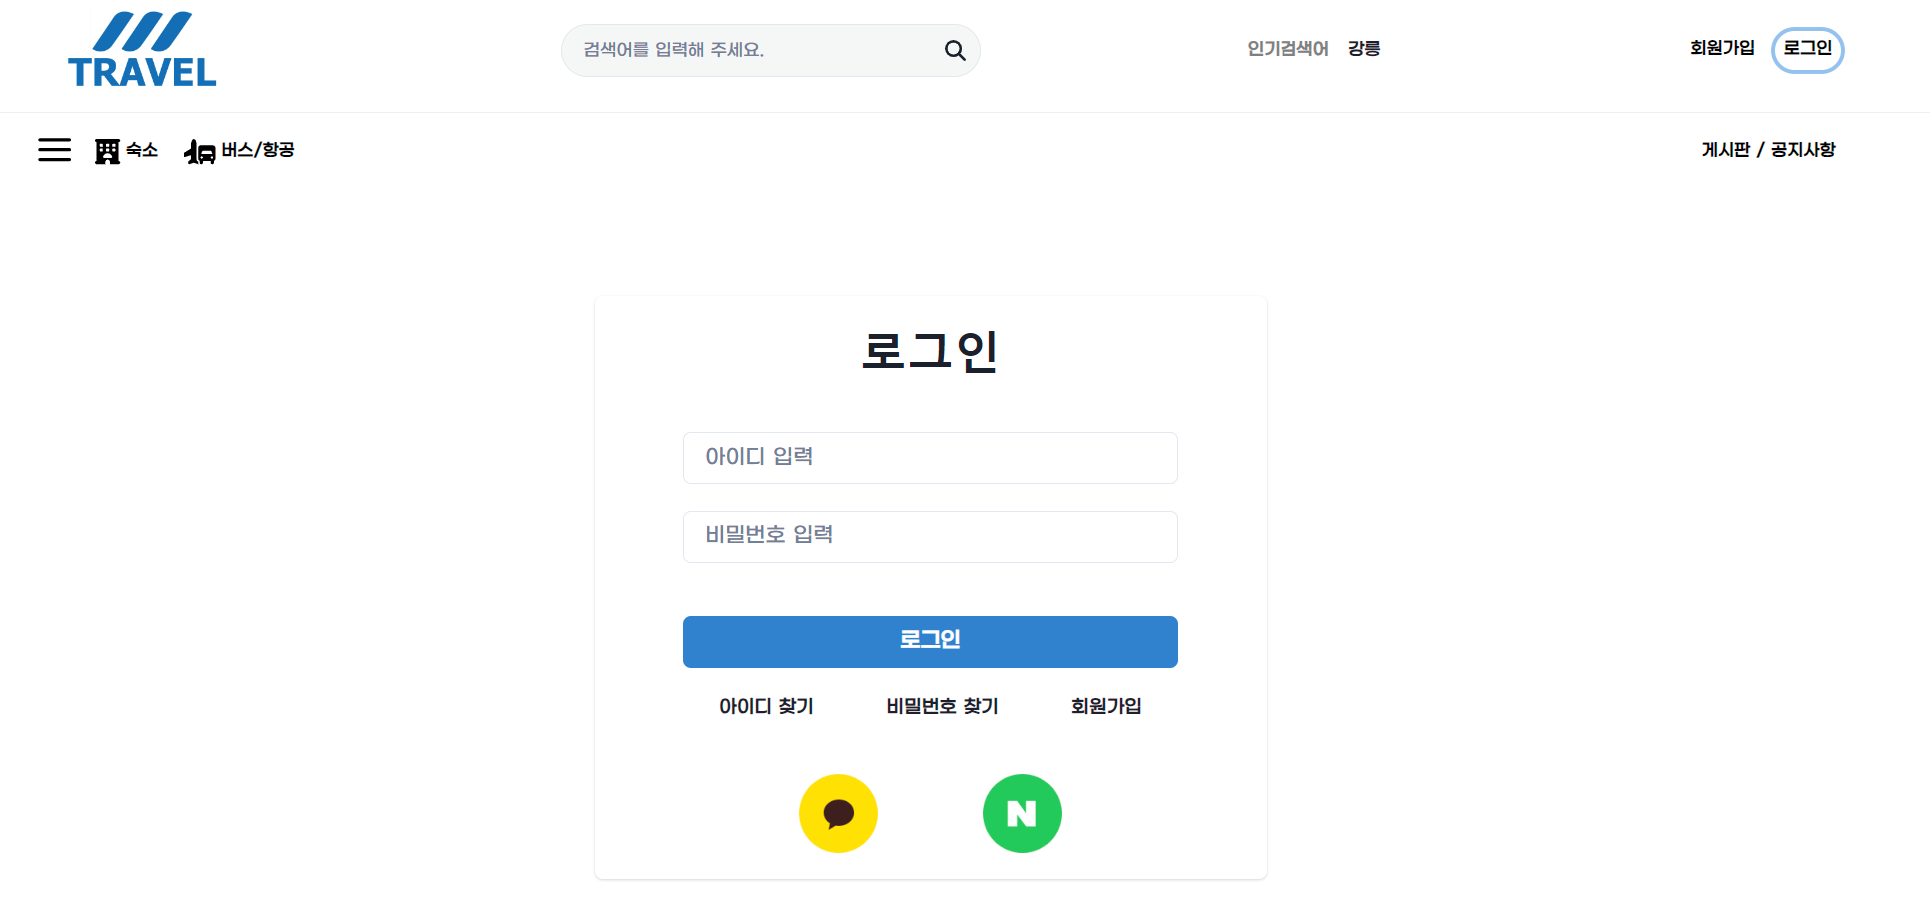 TRAVEL
검색어를 입력해 주세요.
인기검색어 강릉
회원가입 로그인
숙소 버스/항공
게시판 / 공지사항
로그인
아이디 입력
비밀번호 입력
로그인
아이디 찾기 비밀번호 찾기 회원가입
N